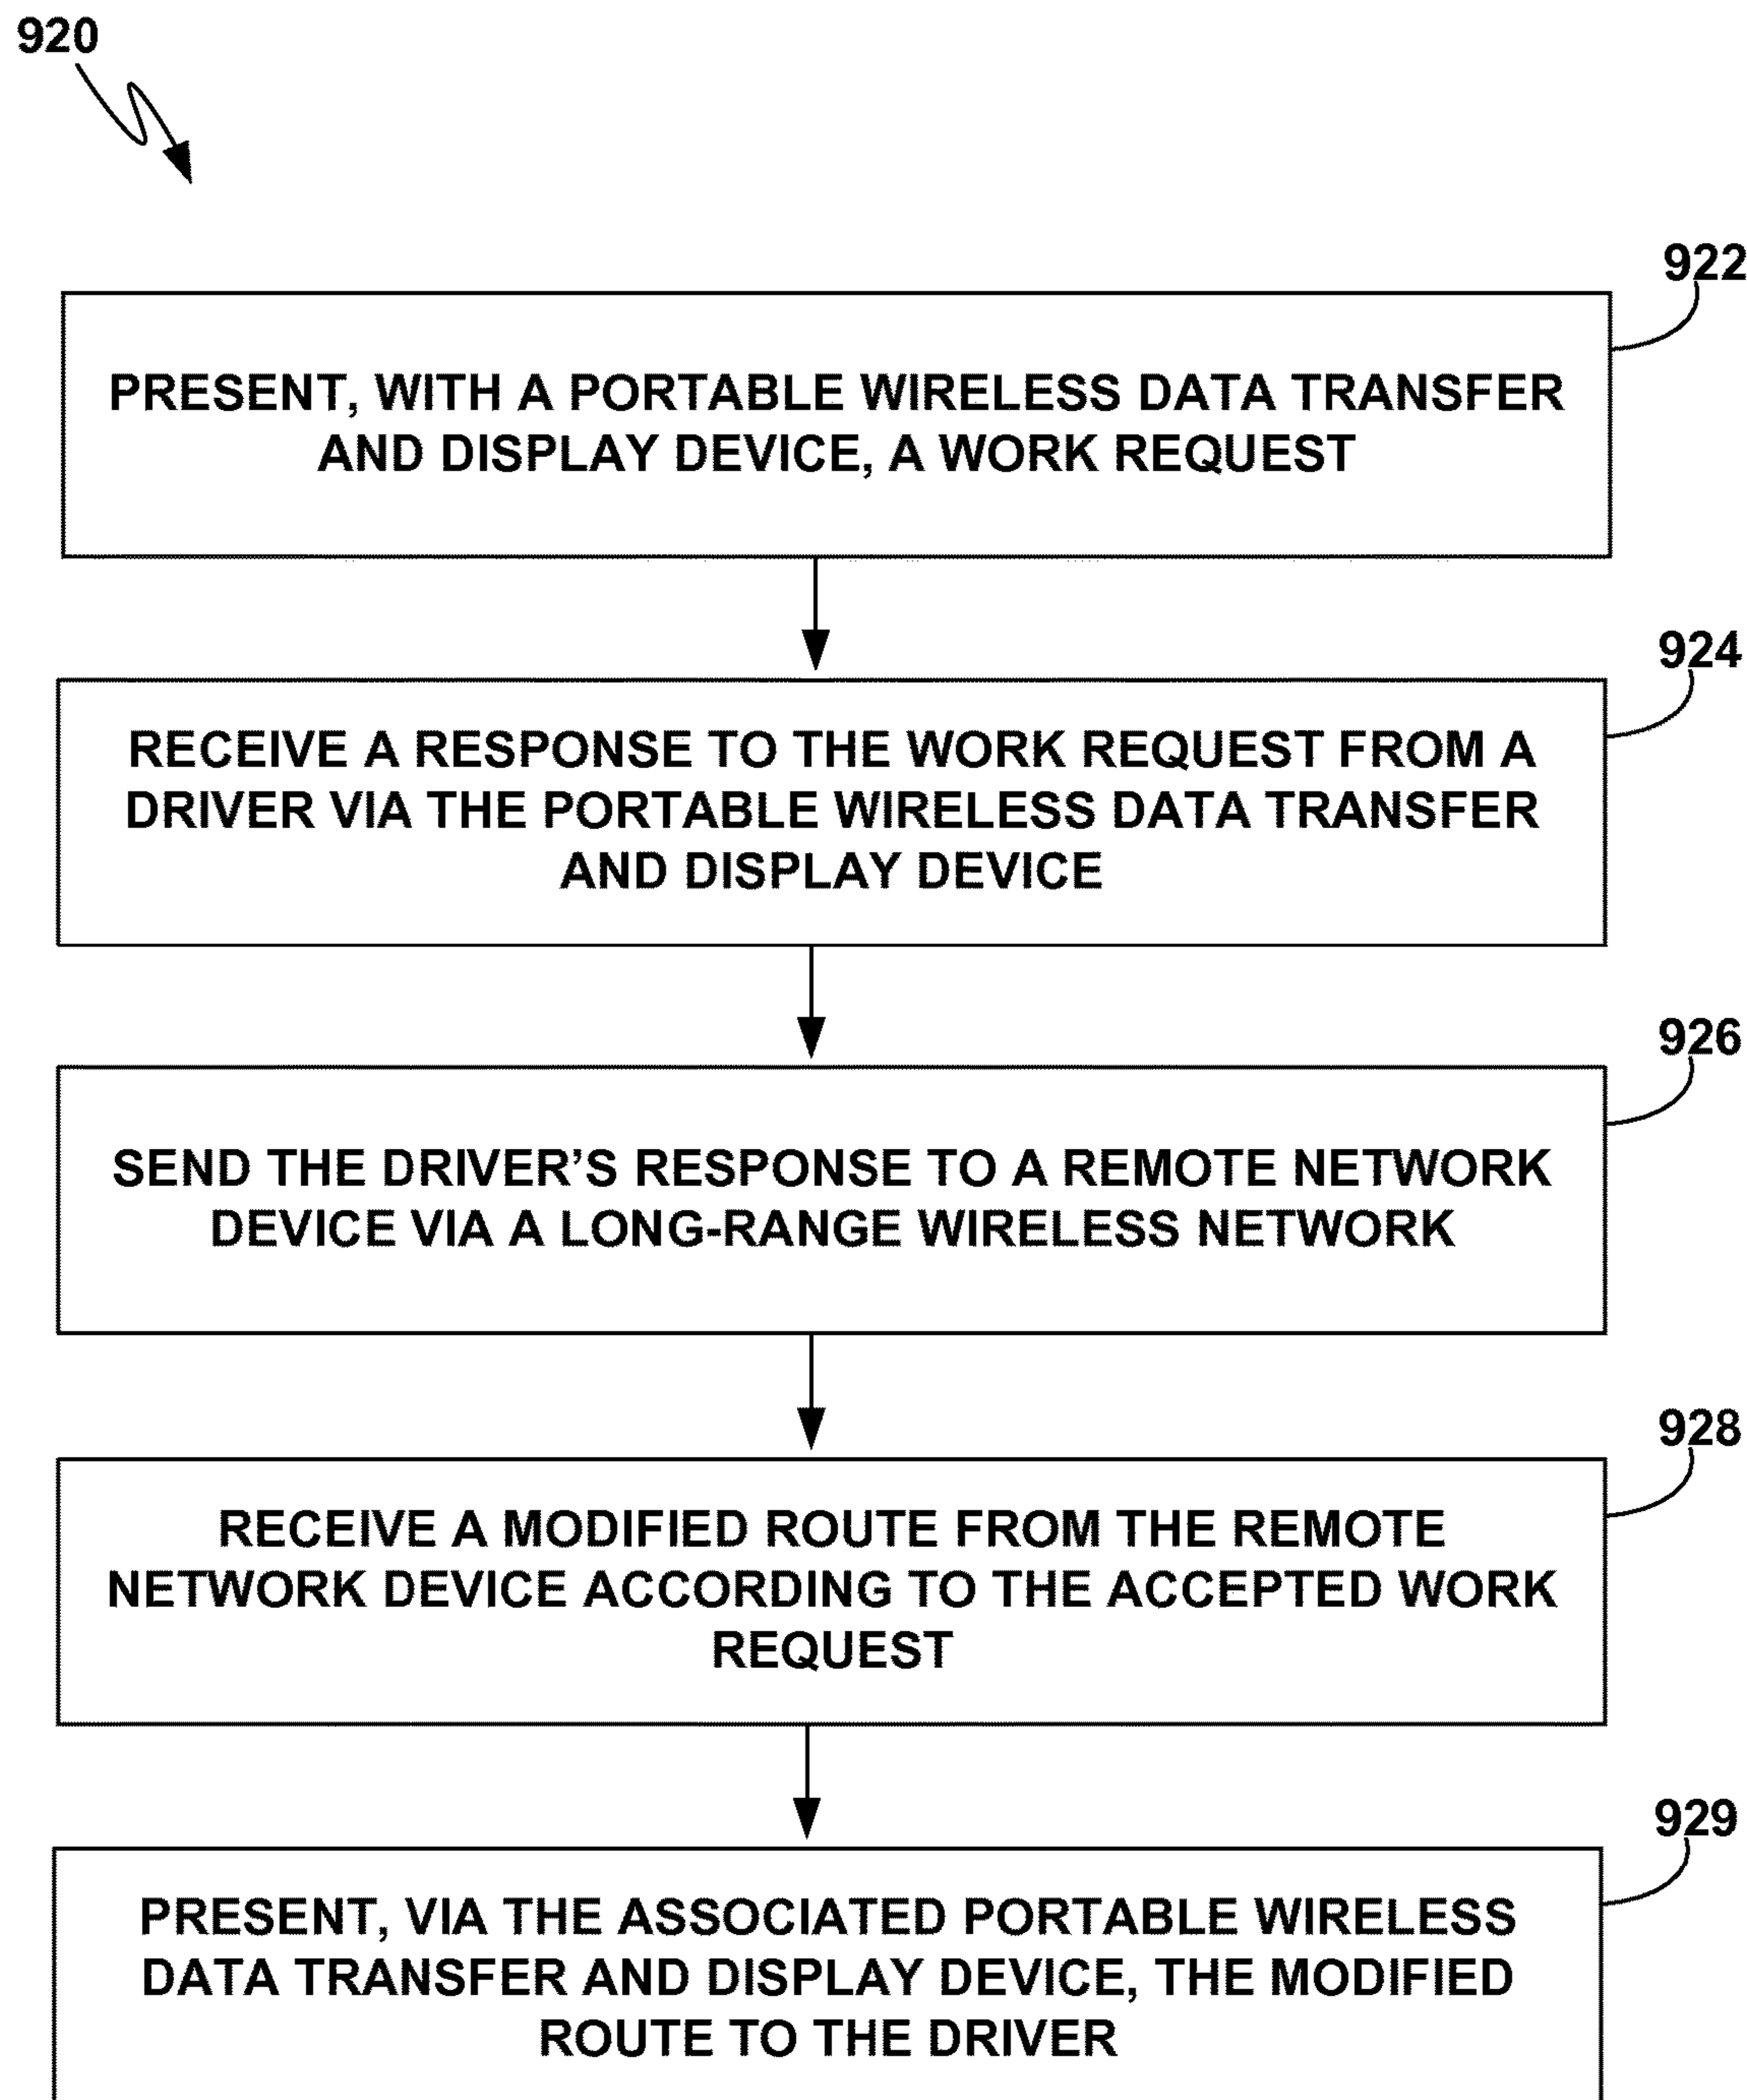 920
922
PRESENT, WITH A PORTABLE WIRELESS DATA TRANSFER
AND DISPLAY DEVICE, A WORK REQUEST
924
RECEIVE A RESPONSE TO THE WORK REQUEST FROM A
DRIVER VIA THE PORTABLE WIRELESS DATA TRANSFER
AND DISPLAY DEVICE
926
SEND THE DRIVER’S RESPONSE TO A REMOTE NETWORK
DEVICE VIA A LONG-RANGE WIRELESS NETWORK
928
RECEIVE A MODIFIED ROUTE FROM THE REMOTE
NETWORK DEVICE ACCORDING TO THE ACCEPTED WORK
REQUEST
929
PRESENT, VIA THE ASSOCIATED PORTABLE WIRELESS
DATA TRANSFER AND DISPLAY DEVICE, THE MODIFIED
ROUTE TO THE DRIVER